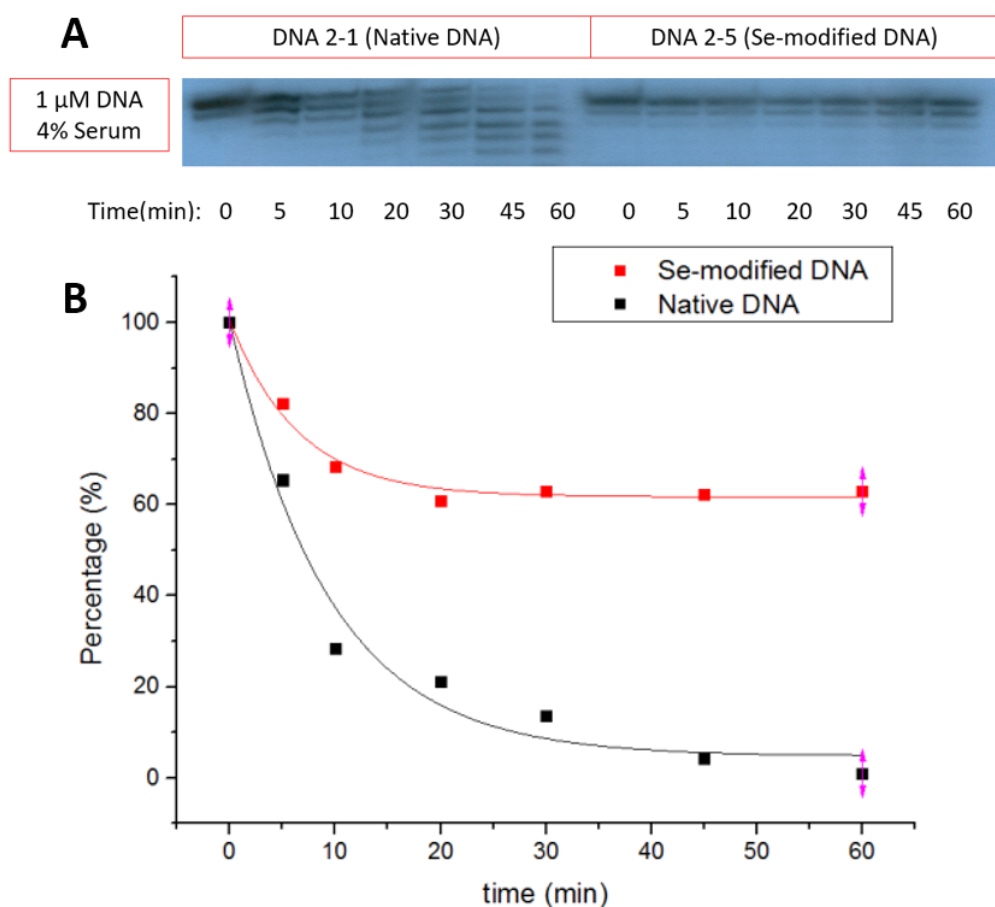 A
DNA 2-1 (Native DNA) DNA 2-5 (Se-modified DNA)
1 µM DNA
4% Serum
Time(min): 0 5 10 20 30 45 60 0 5 10 20 30 45 60
B
Se-modified DNA
Native DNA
100
80
60
40
20
0
Percentage (%)
0 10 20 30 40 50 60
time (min)